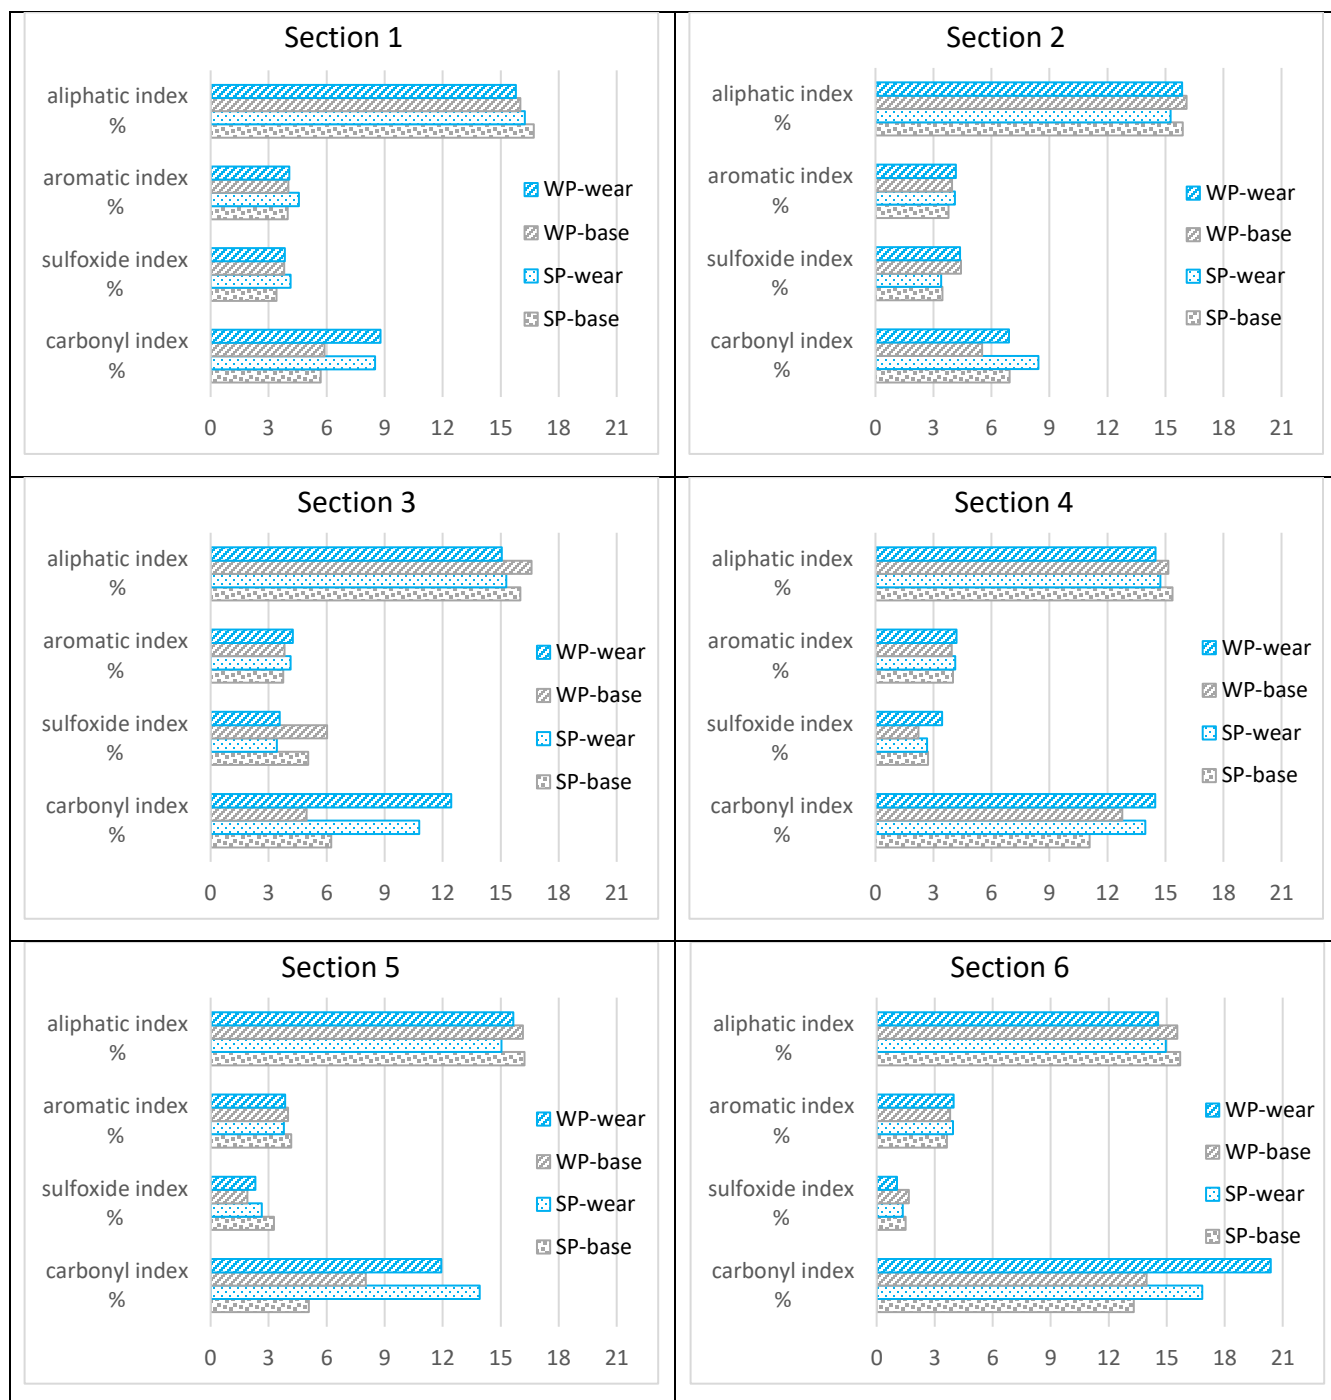 Section 1
aliphatic index
%
aromatic index
%
sulfoxide index
%
carbonyl index
%
WP-wear
WP-base
SP-wear
SP-base
0 3 6 9 12 15 18 21
Section 2
aliphatic index
%
aromatic index
%
sulfoxide index
%
carbonyl index
%
WP-wear
WP-base
SP-wear
SP-base
0 3 6 9 12 15 18 21
Section 3
aliphatic index
%
aromatic index
%
sulfoxide index
%
carbonyl index
%
WP-wear
WP-base
SP-wear
SP-base
0 3 6 9 12 15 18 21
Section 4
aliphatic index
%
aromatic index
%
sulfoxide index
%
carbonyl index
%
WP-wear
WP-base
SP-wear
SP-base
0 3 6 9 12 15 18 21
Section 5
aliphatic index
%
aromatic index
%
sulfoxide index
%
carbonyl index
%
WP-wear
WP-base
SP-wear
SP-base
0 3 6 9 12 15 18 21
Section 6
aliphatic index
%
aromatic index
%
sulfoxide index
%
carbonyl index
%
WP-wear
WP-base
SP-wear
SP-base
0 3 6 9 12 15 18 21